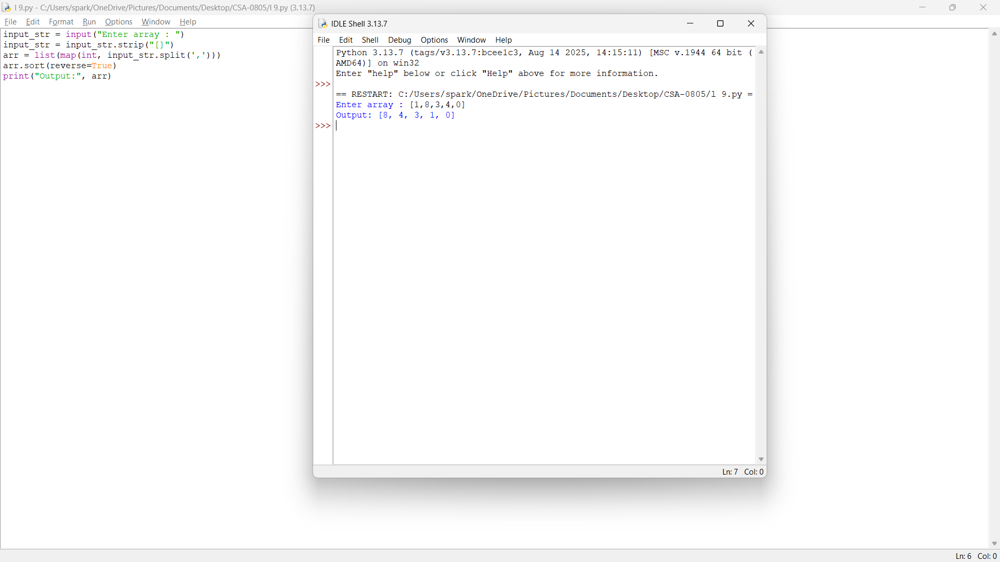 l 9.py - C:/Users/spark/OneDrive/Pictures/Documents/Desktop/CSA-0805/l 9.py (3.13.7)
File Edit Format Run Options Window Help
input_str = input("Enter array : ")
input_str = input_str.strip("[]")
arr = list(map(int, input_str.split(',')))
arr.sort(reverse=True)
print("Output:", arr)
IDLE Shell 3.13.7
File Edit Shell Debug Options Window Help
Python 3.13.7 (tags/v3.13.7:bcee1c3, Aug 14 2025, 14:15:11) [MSC v.1944 64 bit (
AMD64)] on win32
Enter "help" below or click "Help" above for more information.
>>>
== RESTART: C:/Users/spark/OneDrive/Pictures/Documents/Desktop/CSA-0805/l 9.py =
Enter array : [1,8,3,4,0]
Output: [8, 4, 3, 1, 0]
>>>
Ln: 7 Col: 0
Ln: 6 Col: 0